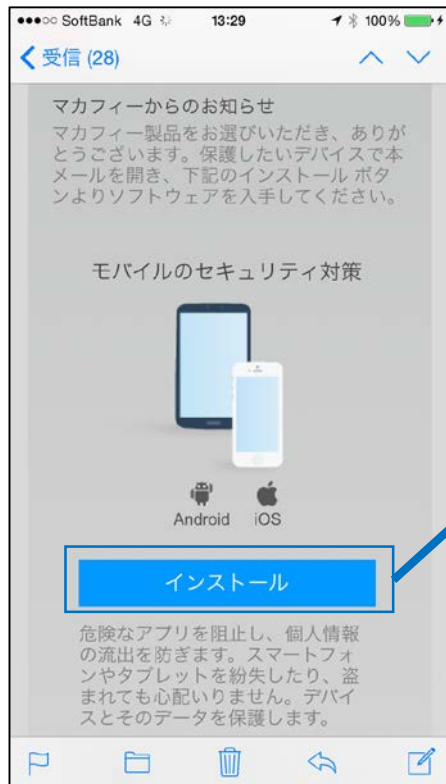 SoftBank 4G 13:29 100%
受信 (28)
マカフィーからのお知らせ
マカフィー製品をお選びいただき、ありが
とうございます。保護したいデバイスで本
メールを開き、下記のインストール ボタ
ンよりソフトウェアを入手してください。
モバイルのセキュリティ対策
Android iOS
インストール
危険なアプリを阻止し、個人情報
の流出を防ぎます。スマートフォ
ンやタブレットを紛失したり、盗
まれても心配いりません。デバイ
スとそのデータを保護します。